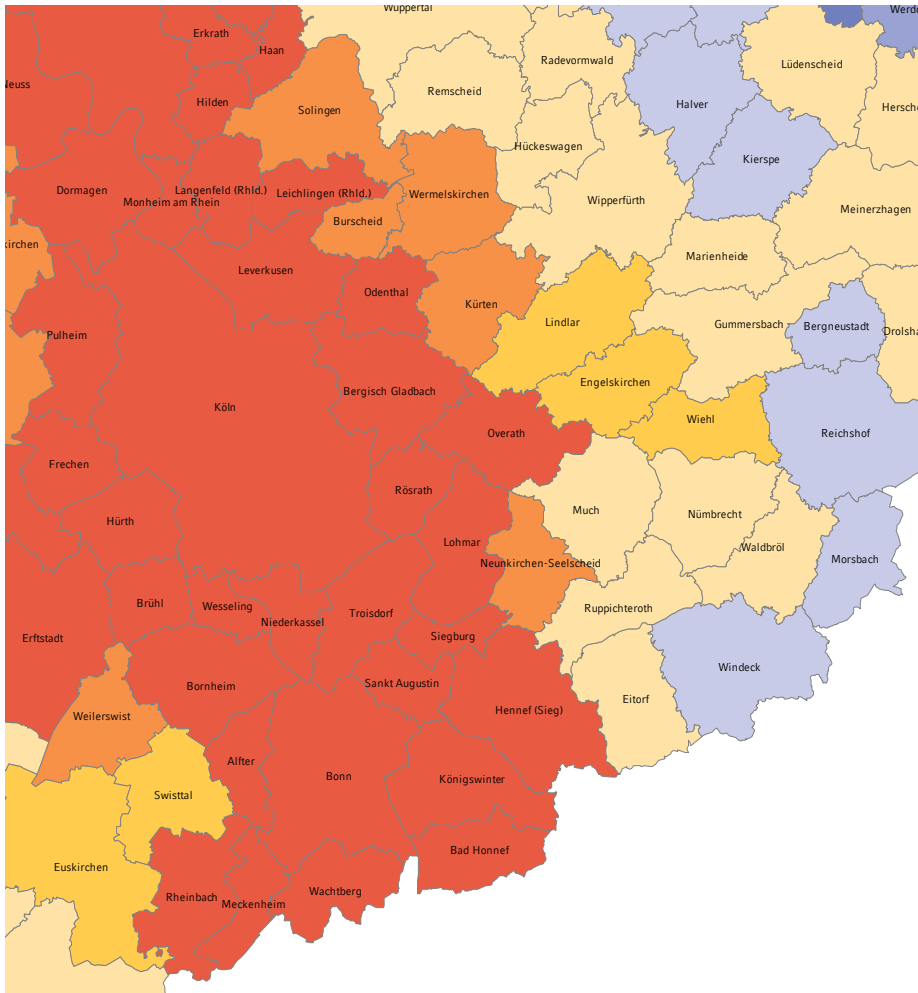 Wuppertal
Erkrath
Haan
Radevormwald
Lüdenscheid
Neuss
Remscheid
Hilden
Solingen
Halver
Hückeswagen
Kierspe
Dormagen
Langenfeld (Rhld.)
Leichlingen (Rhld.)
Wermelskirchen
Monheim am Rhein
Wipperfürth
Meinerzhagen
Burscheid
kirchen
Marienheide
Leverkusen
Odenthal
Kürten
Lindlar
Gummersbach
Bergneustadt
Drolsha
Pulheim
Engelskirchen
Bergisch Gladbach
Köln
Wiehl
Overath
Reichshof
Frechen
Rösrath
Much
Nümbrecht
Hürth
Lohmar
Waldbröl
Morsbach
Neunkirchen-Seelscheid
Brühl
Wesseling
Troisdorf
Ruppichteroth
Niederkassel
Erftstadt
Siegburg
Windeck
Bornheim
Sankt Augustin
Eitorf
Weilerswist
Hennef (Sieg)
Alfter
Bonn
Königswinter
Swisttal
Bad Honnef
Euskirchen
Rheinbach
Meckenheim
Wachtberg